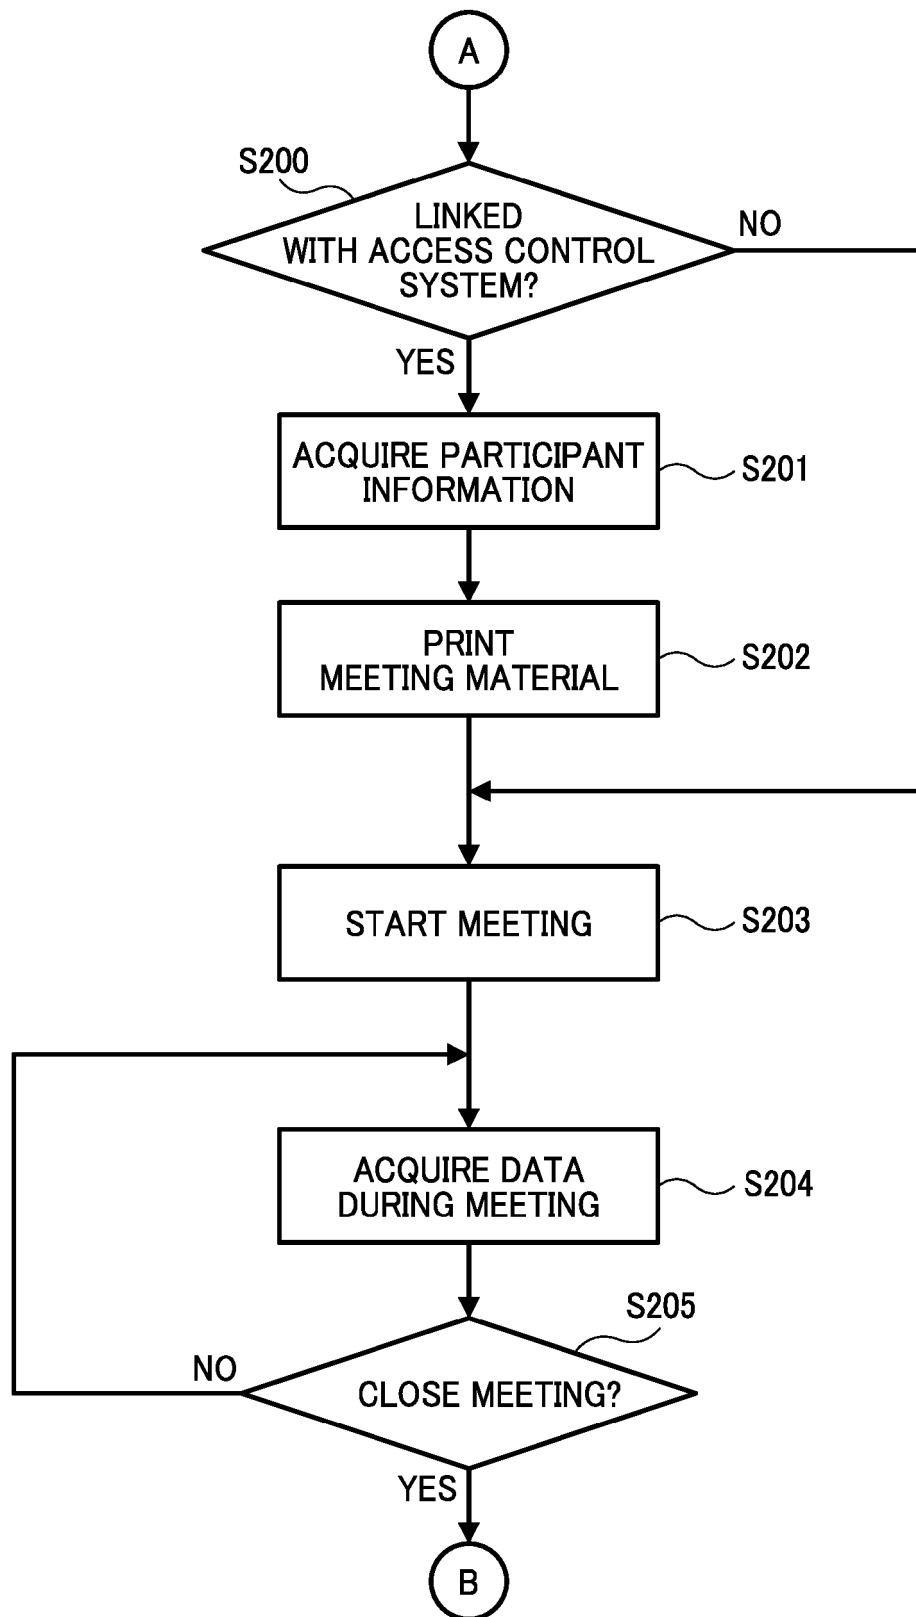 A
S200
LINKED
WITH ACCESS CONTROL
SYSTEM?
NO
YES
ACQUIRE PARTICIPANT
INFORMATION
S201
PRINT
MEETING MATERIAL
S202
START MEETING
S203
ACQUIRE DATA
DURING MEETING
S204
S205
NO
CLOSE MEETING?
YES
B